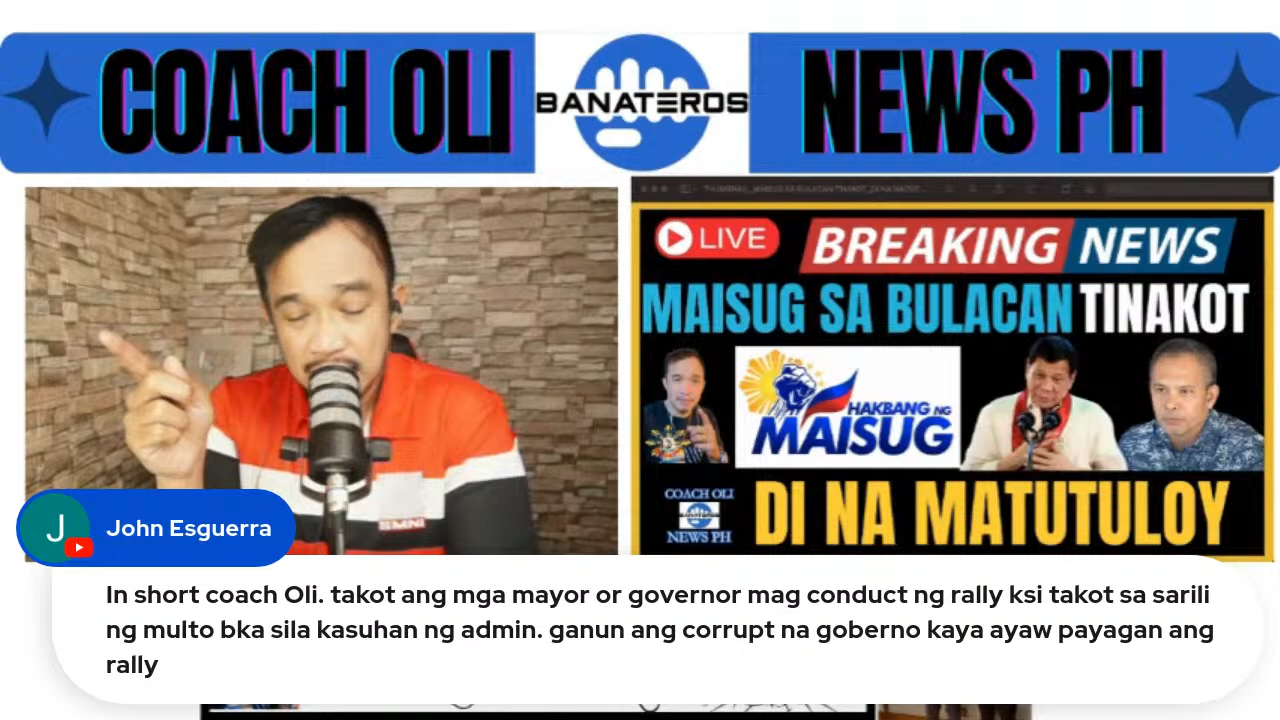 COACH OLI
BANATEROS
NEWS PH
LIVE
BREAKING NEWS
MAISUG SA BULACAN TINAKOT
HAKBANG NG
MAISUG
COACH OLI
NEWS PH
DI NA MATUTULOY
SMNI
John Esguerra
In short coach Oli. takot ang mga mayor or governor mag conduct ng rally ksi takot sa sarili
ng multo bka sila kasuhan ng admin. ganun ang corrupt na goberno kaya ayaw payagan ang
rally